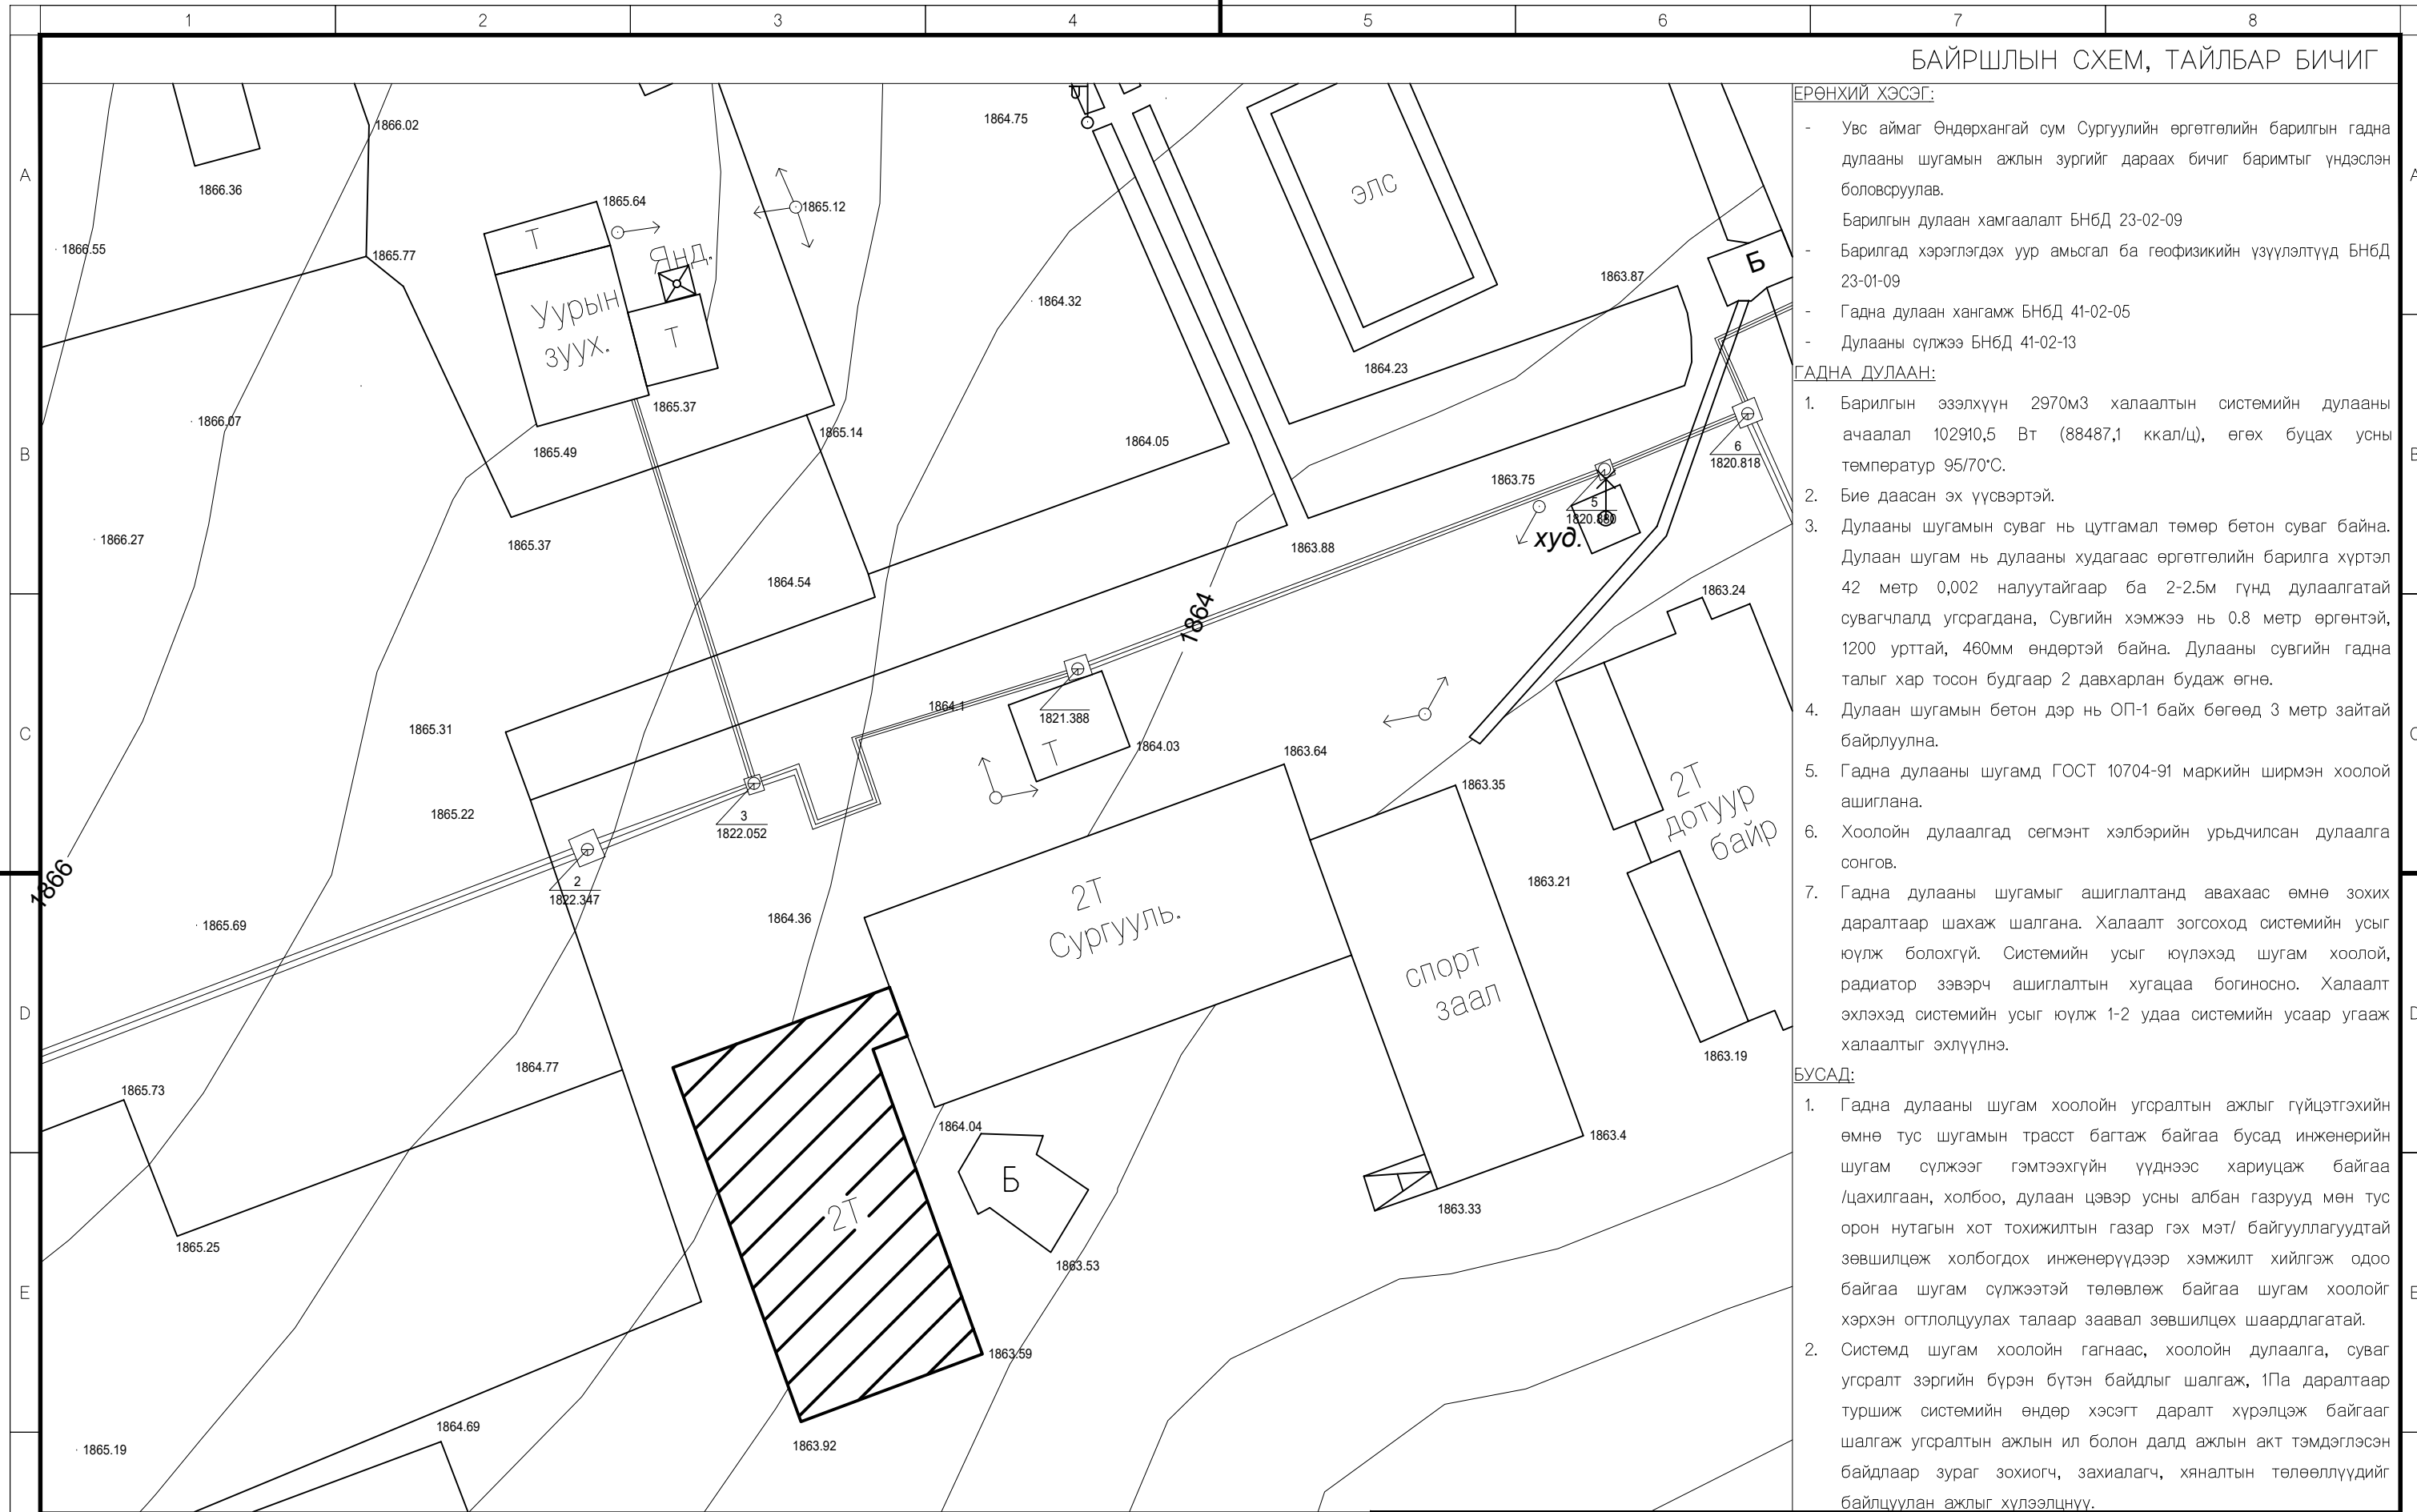 1 2 3 4 5 6 7 8
БАЙРШЛЫН СХЕМ, ТАЙЛБАР БИЧИГ
A
B
C
D
E
A
B
C
D
E
1866.02
1864.75
1866.36
1865.64
1865.12
ЭЛС
Т
Янд.
1866.55
1865.77
1863.87
Б
1864.32
Уурын
зуух.
Т
1864.23
1865.37
1866.07
1865.14
1864.05
1865.49
6
1820.818
1863.75
5
1820.880
1866.27
1865.37
худ.
1863.88
1864.54
1863.24
1864
1864.1
1821.388
1865.31
Т
1864.03
1863.64
1863.35
2Т
дотуур
байр
1865.22
3
1822.052
1866
2
1822.347
1863.21
2Т
Сургууль.
1865.69
1864.36
спорт
заал
1864.77
1863.19
1865.73
1864.04
1863.4
Б
2Т
1863.33
1865.25
1863.53
1863.59
1864.69
1865.19
1863.92
ЕРӨНХИЙ ХЭСЭГ:
- Увс аймаг Өндөрхангай сум Сургуулийн өргөтгөлийн барилгын гадна
дулааны шугамын ажлын зургийг дараах бичиг баримтыг үндэслэн
боловсруулав.
Барилгын дулаан хамгаалалт БНбД 23-02-09
- Барилгад хэрэглэгдэх уур амьсгал ба геофизикийн үзүүлэлтүүд БНбД
23-01-09
- Гадна дулаан хангамж БНбД 41-02-05
- Дулааны сүлжээ БНбД 41-02-13
ГАДНА ДУЛААН:
1. Барилгын эзэлхүүн 2970м3 халаалтын системийн дулааны
ачаалал 102910,5 Вт (88487,1 ккал/ц), өгөх буцах усны
температур 95/70°С.
2. Бие даасан эх үүсвэртэй.
3. Дулааны шугамын суваг нь цутгамал төмөр бетон суваг байна.
Дулаан шугам нь дулааны худагаас өргөтгөлийн барилга хүртэл
42 метр 0,002 налуутайгаар ба 2-2.5м гүнд дулаалгатай
сувагчлалд угсрагдана, Сувгийн хэмжээ нь 0.8 метр өргөнтэй,
1200 урттай, 460мм өндөртэй байна. Дулааны сувгийн гадна
талыг хар тосон будгаар 2 давхарлан будаж өгнө.
4. Дулаан шугамын бетон дэр нь ОП-1 байх бөгөөд 3 метр зайтай
байрлуулна.
5. Гадна дулааны шугамд ГОСТ 10704-91 маркийн ширмэн хоолой
ашиглана.
6. Хоолойн дулаалгад сегмэнт хэлбэрийн урьдчилсан дулаалга
сонгов.
7. Гадна дулааны шугамыг ашиглалтанд авахаас өмнө зохих
даралтаар шахаж шалгана. Халаалт зогсоход системийн усыг
юүлж болохгүй. Системийн усыг юүлэхэд шугам хоолой,
радиатор зэвэрч ашиглалтын хугацаа богиносно. Халаалт
эхлэхэд системийн усыг юүлж 1-2 удаа системийн усаар угааж
халаалтыг эхлүүлнэ.
БУСАД:
1. Гадна дулааны шугам хоолойн угсралтын ажлыг гүйцэтгэхийн
өмнө тус шугамын трасст багтаж байгаа бусад инженерийн
шугам сүлжээг гэмтээхгүйн үүднээс хариуцаж байгаа
/цахилгаан, холбоо, дулаан цэвэр усны албан газрууд мөн тус
орон нутагын хот тохижилтын газар гэх мэт/ байгууллагуудтай
зөвшилцөж холбогдох инженерүүдээр хэмжилт хийлгэж одоо
байгаа шугам сүлжээтэй төлөвлөж байгаа шугам хоолойг
хэрхэн огтлолцуулах талаар заавал зөвшилцөх шаардлагатай.
2. Системд шугам хоолойн гагнаас, хоолойн дулаалга, суваг
угсралт зэргийн бүрэн бүтэн байдлыг шалгаж, 1Па даралтаар
туршиж системийн өндөр хэсэгт даралт хүрэлцэж байгааг
шалгаж угсралтын ажлын ил болон далд ажлын акт тэмдэглэсэн
байдлаар зураг зохиогч, захиалагч, хяналтын төлөөллүүдийг
байлцуулан ажлыг хүлээлцнүү.